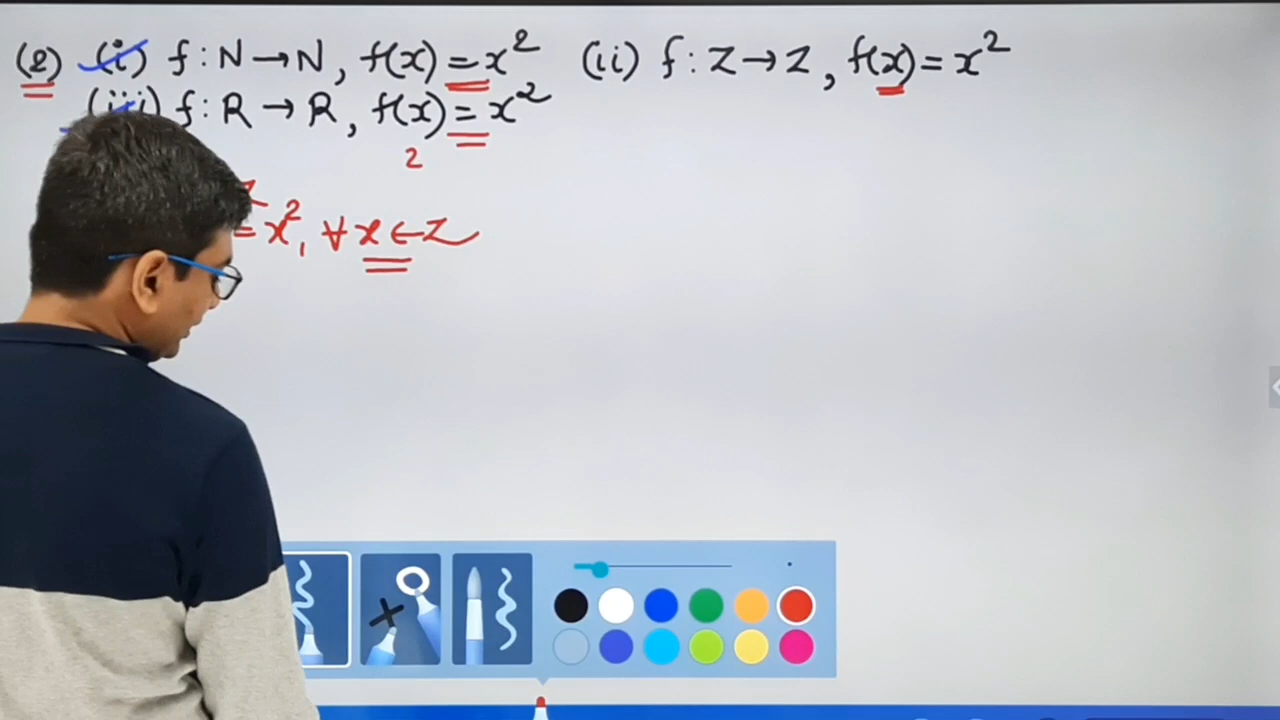 (2) (i) f : N → N, f(x) = x² (ii) f : Z → Z, f(x) = x²
(iii) f : R → R, f(x) = x²
2
= x², ∀ x ∈ Z